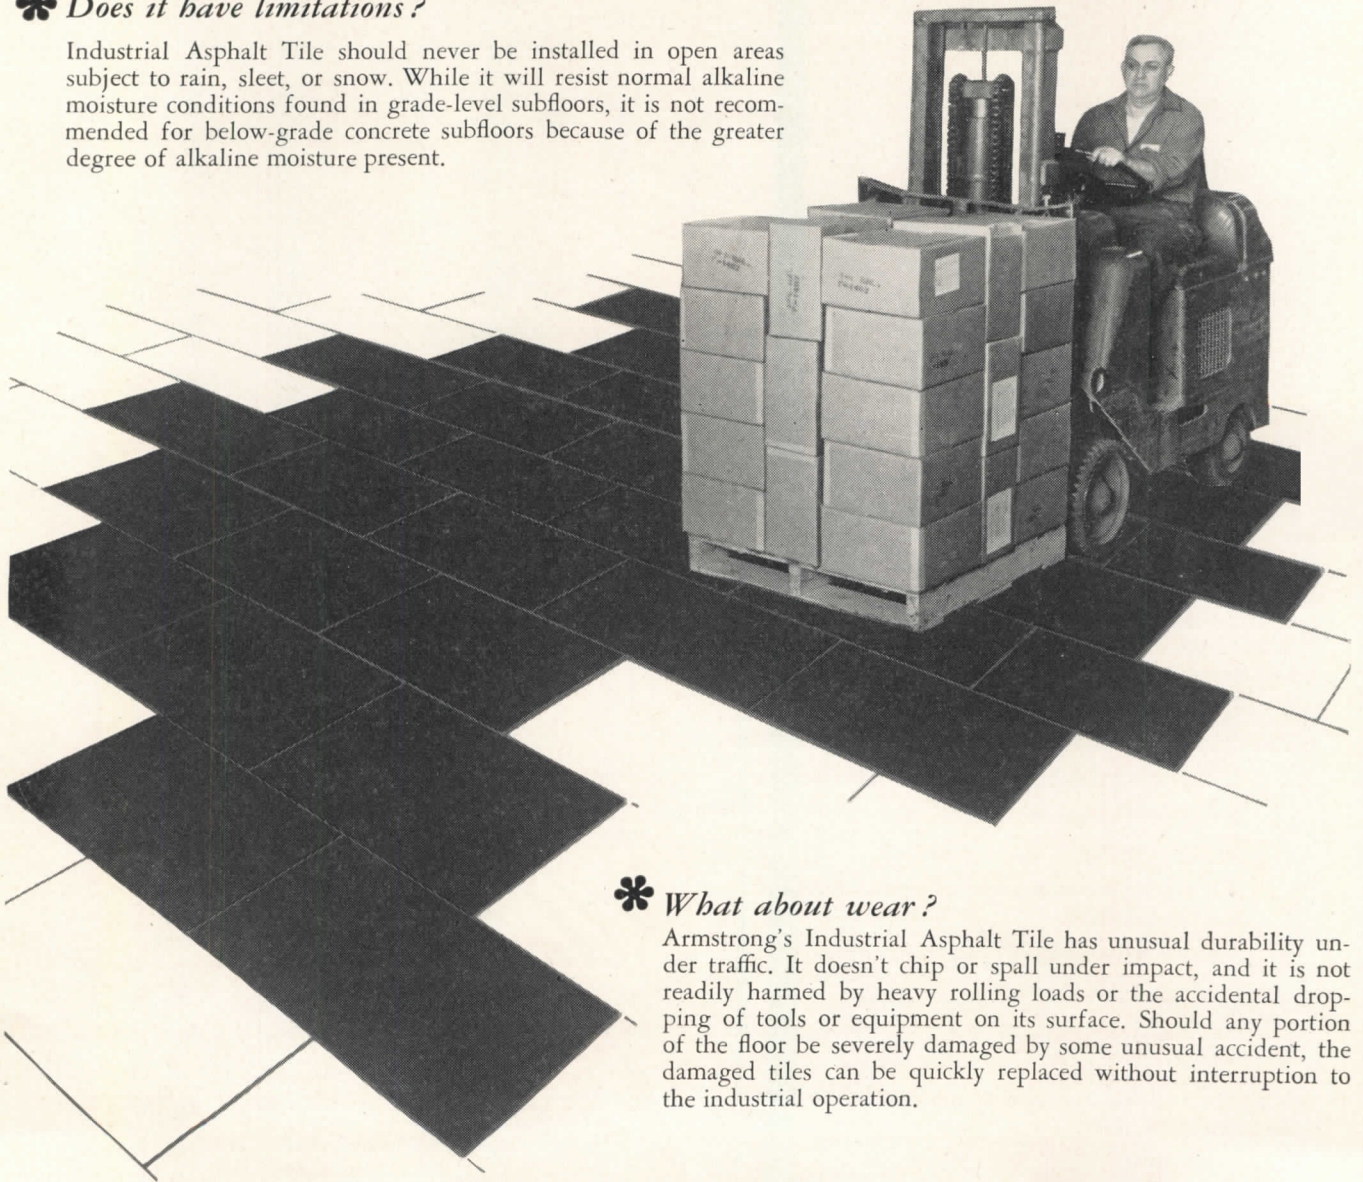 Does it have limitations?
Industrial Asphalt Tile should never be installed in open areas
subject to rain, sleet, or snow. While it will resist normal alkaline
moisture conditions found in grade-level subfloors, it is not recom-
mended for below-grade concrete subfloors because of the greater
degree of alkaline moisture present.
What about wear?
Armstrong's Industrial Asphalt Tile has unusual durability un-
der traffic. It doesn't chip or spall under impact, and it is not
readily harmed by heavy rolling loads or the accidental drop-
ping of tools or equipment on its surface. Should any portion
of the floor be severely damaged by some unusual accident, the
damaged tiles can be quickly replaced without interruption to
the industrial operation.